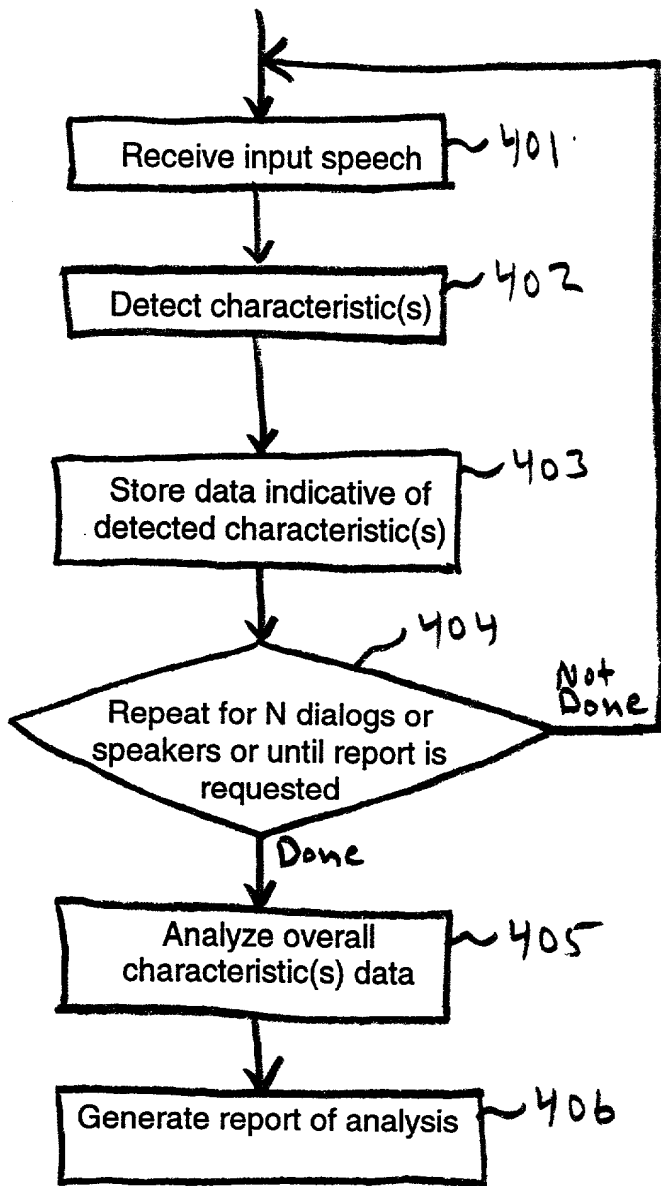 Receive input speech
401
Detect characteristic(s)
402
Store data indicative of
detected characteristic(s)
403
404
Repeat for N dialogs or
speakers or until report is
requested
Not
Done
Done
Analyze overall
characteristic(s) data
405
Generate report of analysis
406